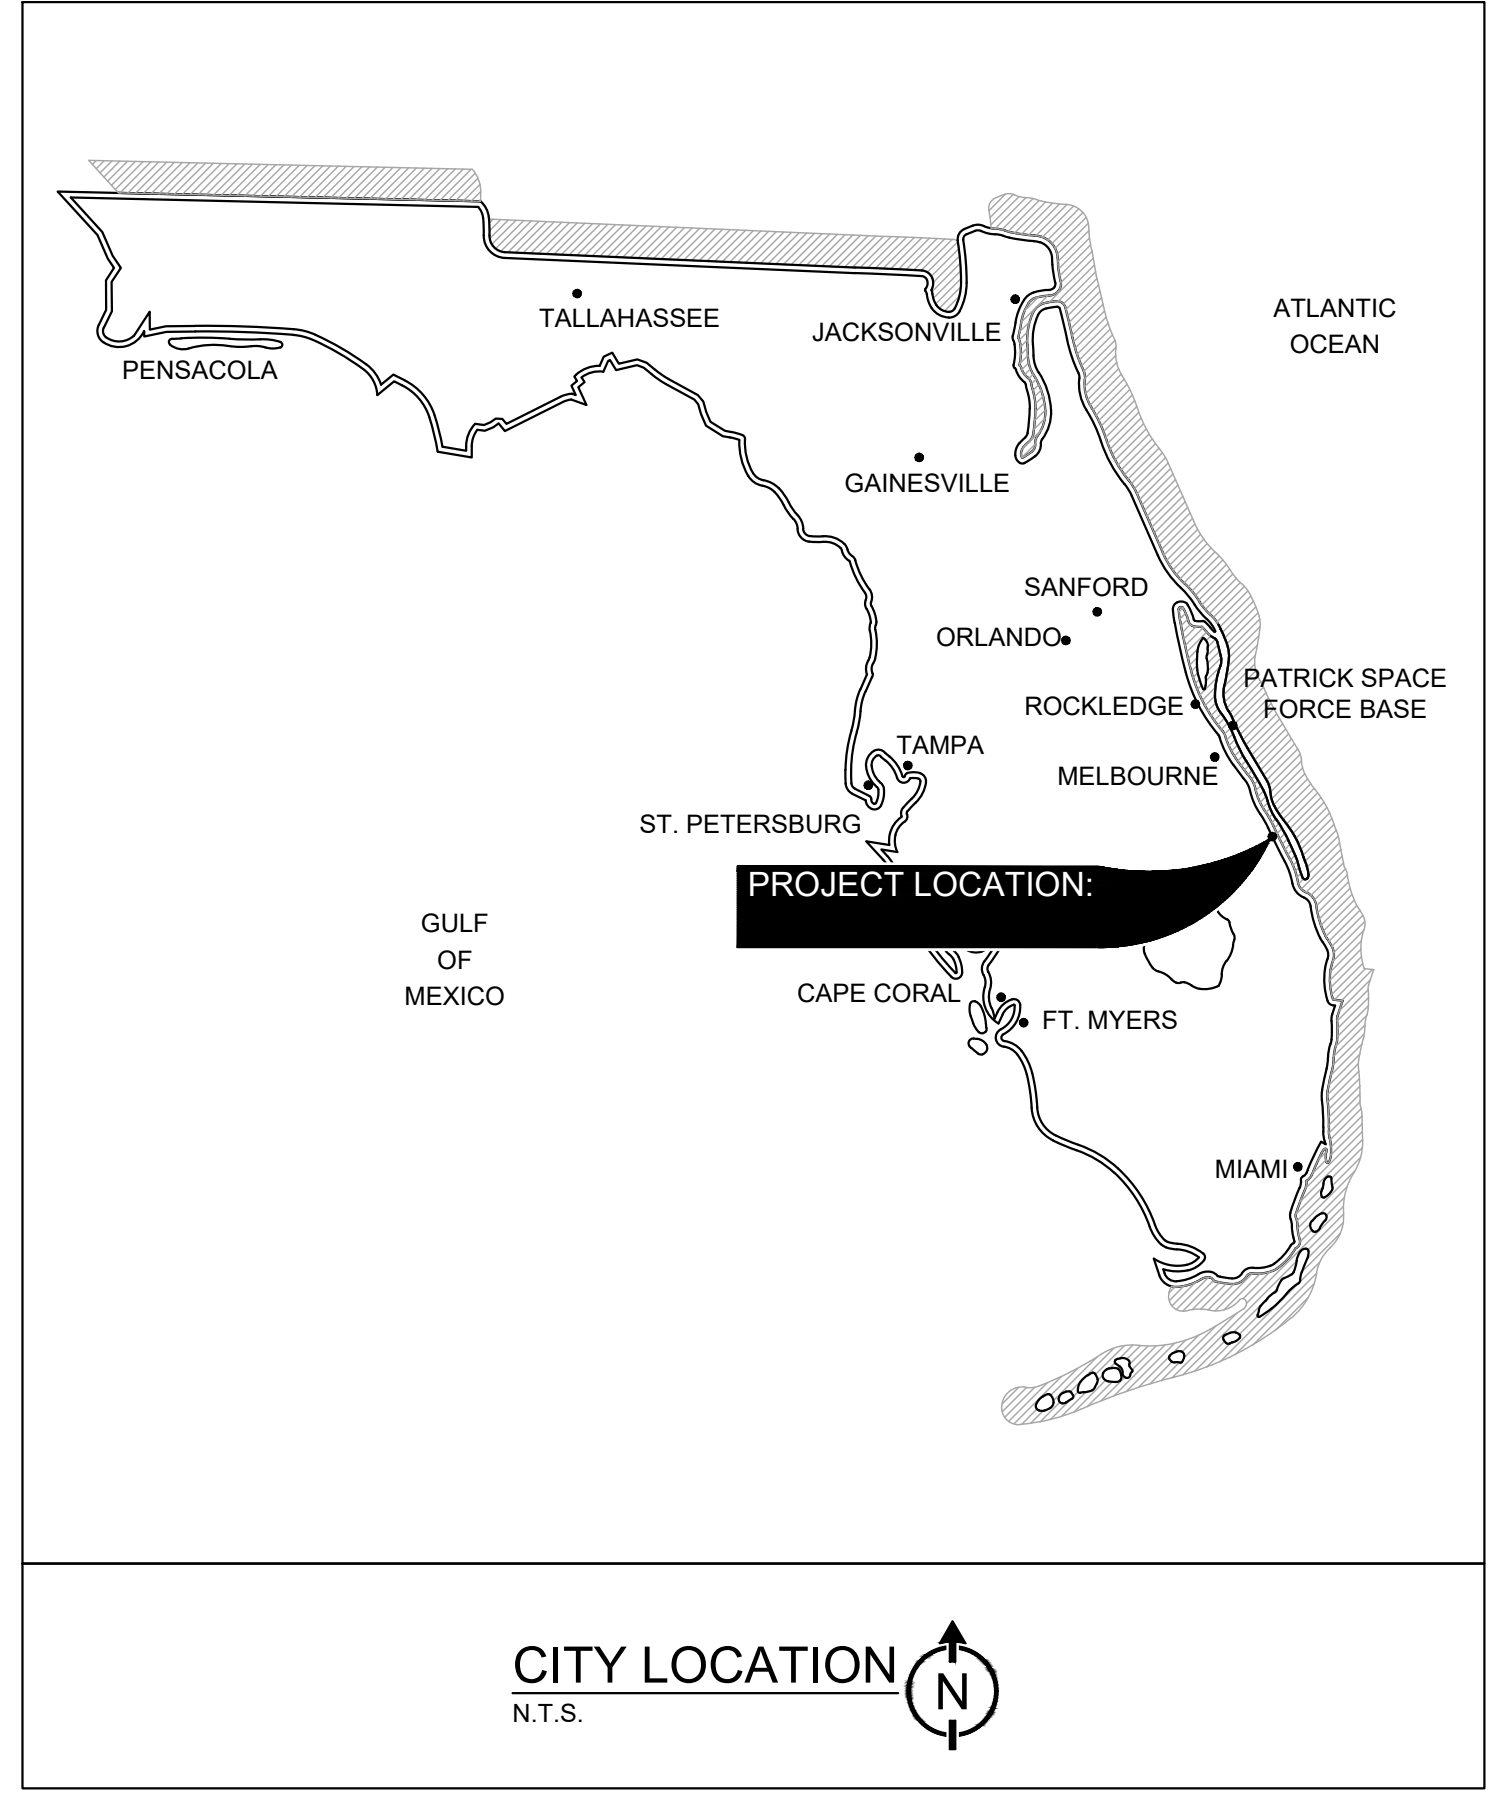 TALLAHASSEE
JACKSONVILLE
ATLANTIC
OCEAN
PENSACOLA
GAINESVILLE
SANFORD
ORLANDO
PATRICK SPACE
FORCE BASE
ROCKLEDGE
TAMPA
MELBOURNE
ST. PETERSBURG
PROJECT LOCATION:
GULF
OF
MEXICO
CAPE CORAL
FT. MYERS
MIAMI
CITY LOCATION
N
N.T.S.